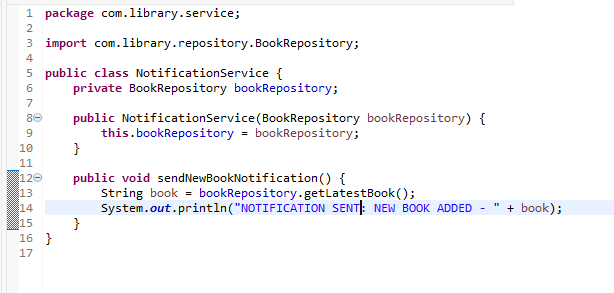 1 package com.library.service;
2
3 import com.library.repository.BookRepository;
4
5 public class NotificationService {
6     private BookRepository bookRepository;
7
8     public NotificationService(BookRepository bookRepository) {
9         this.bookRepository = bookRepository;
10     }
11
12     public void sendNewBookNotification() {
13         String book = bookRepository.getLatestBook();
14         System.out.println("NOTIFICATION SENT: NEW BOOK ADDED - " + book);
15     }
16 }
17